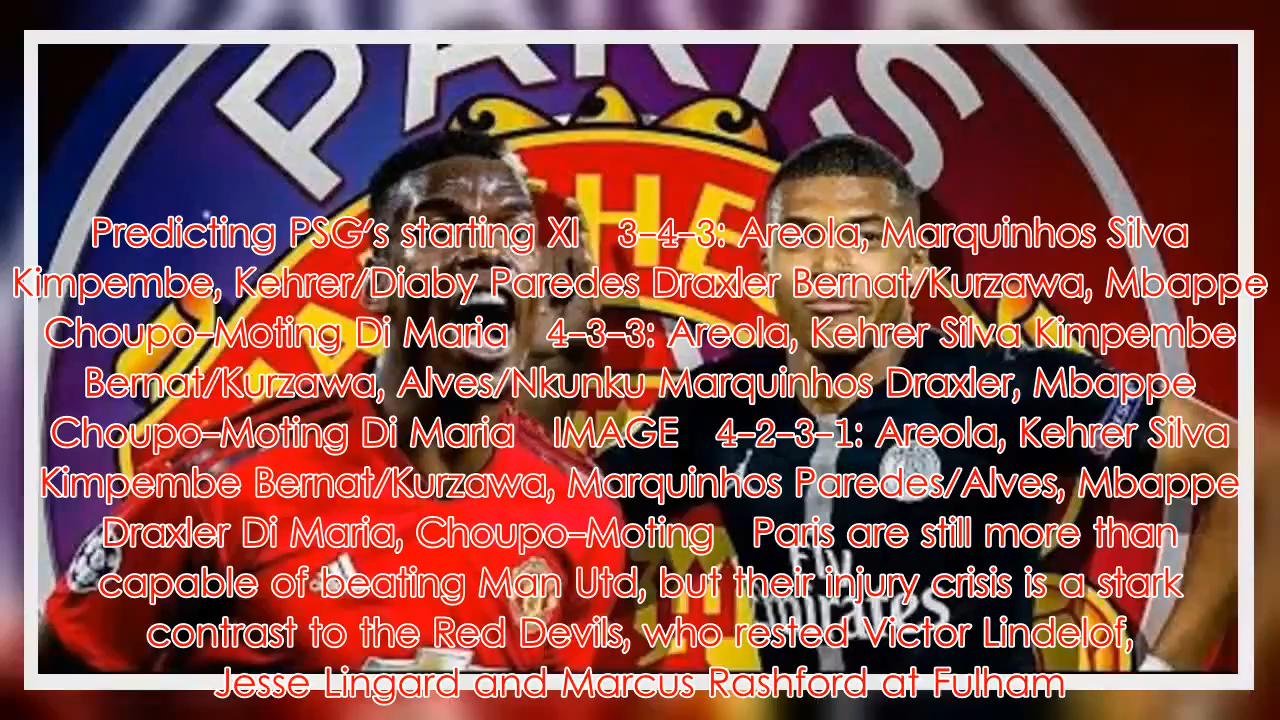 PARIS
THE
Predicting PSG's starting XI 3-4-3: Areola, Marquinhos Silva
Kimpembe, Kehrer/Diaby Paredes Draxler Bernat/Kurzawa, Mbappe
Choupo-Moting Di Maria 4-3-3: Areola, Kehrer Silva Kimpembe
Bernat/Kurzawa, Alves/Nkunku Marquinhos Draxler, Mbappe
Choupo-Moting Di Maria IMAGE 4-2-3-1: Areola, Kehrer Silva
Kimpembe Bernat/Kurzawa, Marquinhos Paredes/Alves, Mbappe
Draxler Di Maria, Choupo-Moting Paris are still more than
capable of beating Man Utd, but their injury crisis is a stark
contrast to the Red Devils, who rested Victor Lindelof,
Jesse Lingard and Marcus Rashford at Fulham
Fly
Emirates